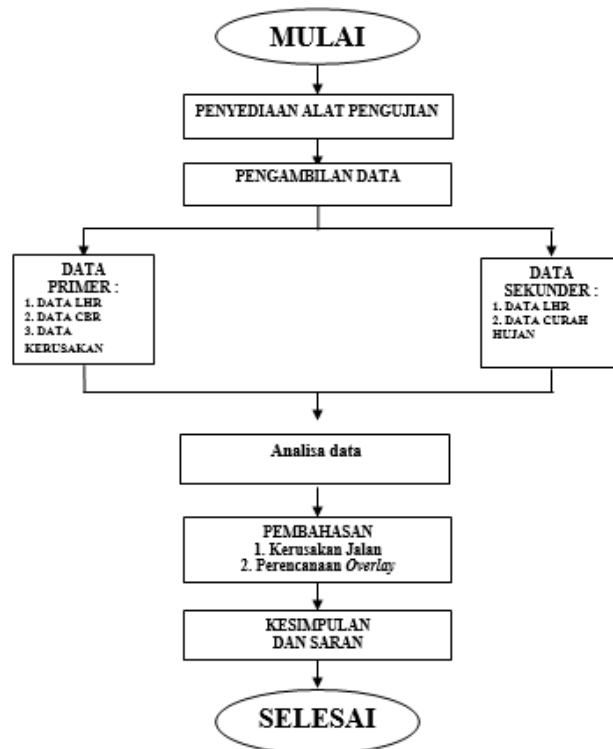 MULAI
PENYEDIAAN ALAT PENGUJIAN
PENGAMBILAN DATA
DATA
PRIMER :
1. DATA LHR
2. DATA CBR
3. DATA
KERUSAKAN
DATA
SEKUNDER :
1. DATA LHR
2. DATA CURAH
HUJAN
Analisa data
PEMBAHASAN
1. Kerusakan Jalan
2. Perencanaan Overlay
KESIMPULAN
DAN SARAN
SELESAI